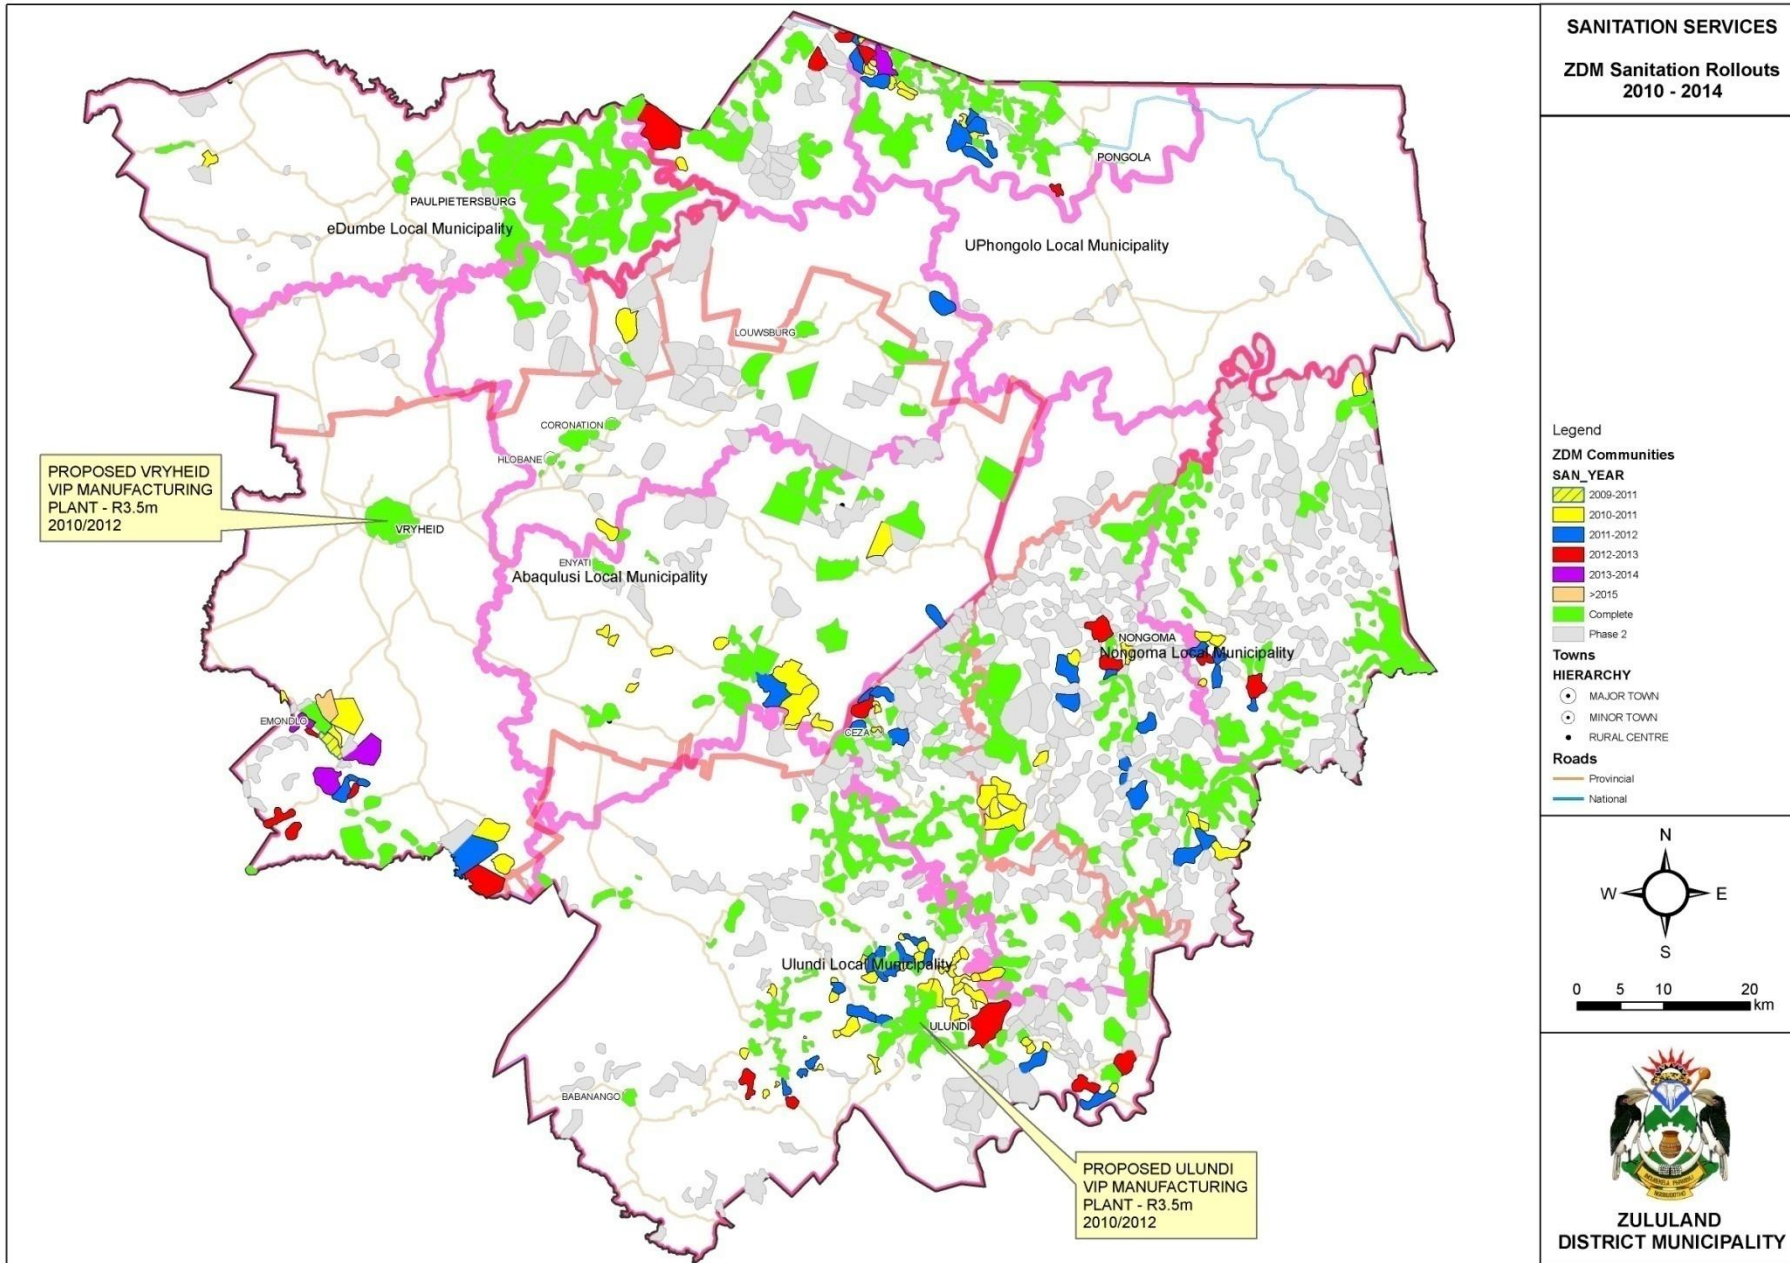 SANITATION SERVICES
ZDM Sanitation Rollouts
2010 - 2014
PONGOLA
PAULPIETERSBURG
eDumbe Local Municipality
UPhongolo Local Municipality
LOUWSBURG
CORONATION
HLOBANE
PROPOSED VRYHEID
VIP MANUFACTURING
PLANT - R3.5m
2010/2012
VRYHEID
ENYATI
Abaqulusi Local Municipality
NONGOMA
Nongoma Local Municipality
EMONDLO
CEZA
Ulundi Local Municipality
ULUNDI
BABANANGO
PROPOSED ULUNDI
VIP MANUFACTURING
PLANT - R3.5m
2010/2012
Legend
ZDM Communities
SAN_YEAR
2009-2011
2010-2011
2011-2012
2012-2013
2013-2014
>2015
Complete
Phase 2
Towns
HIERARCHY
MAJOR TOWN
MINOR TOWN
RURAL CENTRE
Roads
Provincial
National
N
W E
S
0 5 10 20
km
ZULULAND
DISTRICT MUNICIPALITY